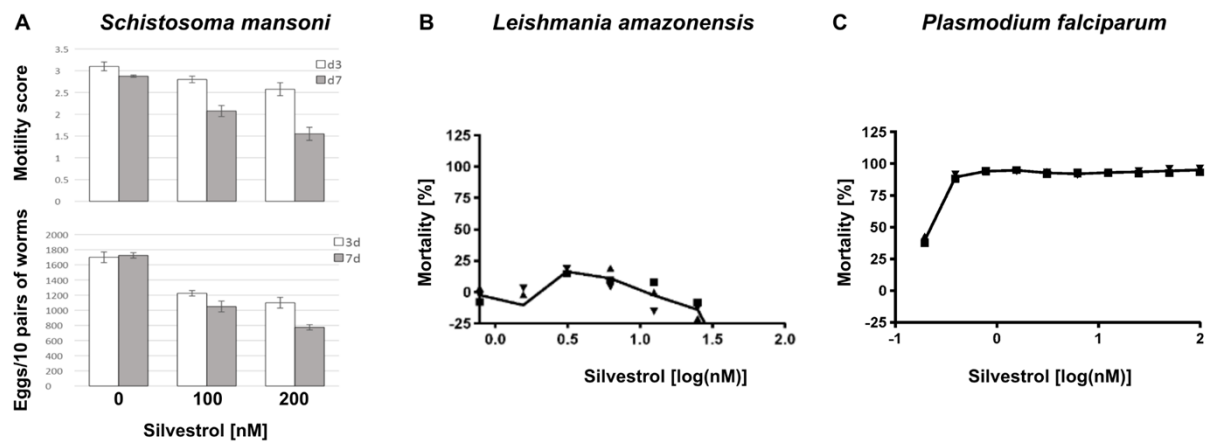 A Schistosoma mansoni
Motility score
3.5
3
2.5
2
1.5
1
0.5
0
d3
d7
Eggs/10 pairs of worms
2000
1800
1600
1400
1200
1000
800
600
400
200
0
3d
7d
0 100 200
Silvestrol [nM]
B Leishmania amazonensis
Mortality [%]
125
100
75
50
25
0
-25
0.0 0.5 1.0 1.5 2.0
Silvestrol [log(nM)]
C Plasmodium falciparum
Mortality [%]
125
100
75
50
25
0
-25
-1 0 1 2
Silvestrol [log(nM)]